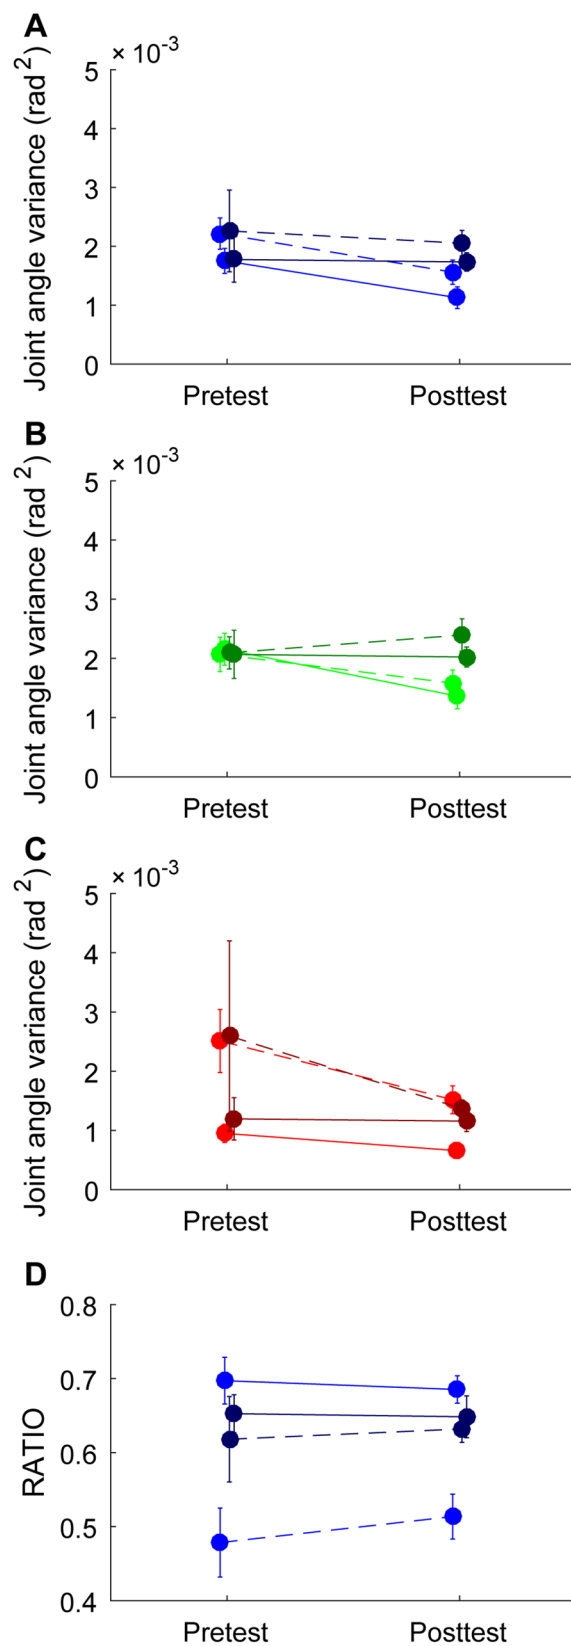 A
× 10⁻³
Joint angle variance (rad ²)
5
4
3
2
1
0
Pretest Posttest
B
× 10⁻³
Joint angle variance (rad ²)
5
4
3
2
1
0
Pretest Posttest
C
× 10⁻³
Joint angle variance (rad ²)
5
4
3
2
1
0
Pretest Posttest
D
RATIO
0.8
0.7
0.6
0.5
0.4
Pretest Posttest